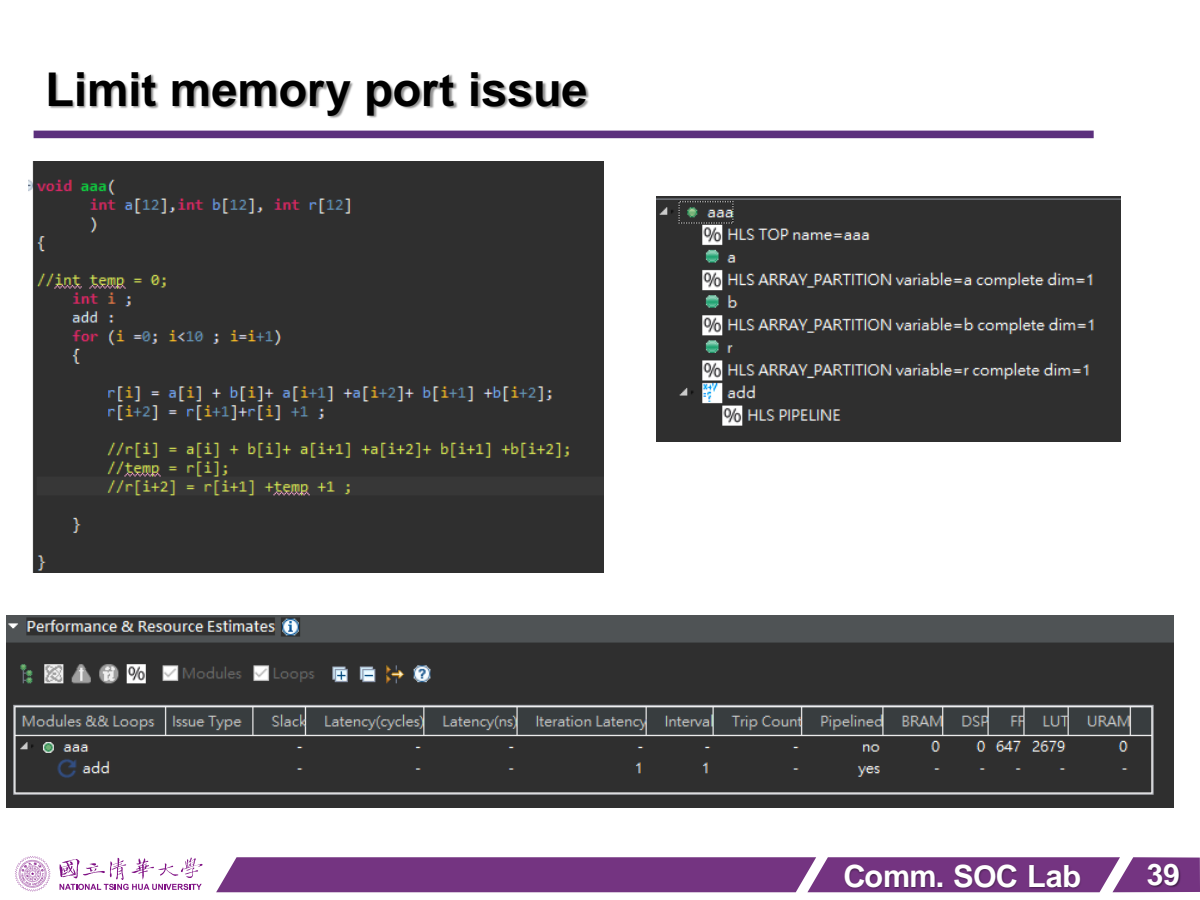 Limit memory port issue
void aaa(
int a[12],int b[12], int r[12]
)
{
//int temp = 0;
int i ;
add :
for (i =0; i<10 ; i=i+1)
{
r[i] = a[i] + b[i]+ a[i+1] +a[i+2]+ b[i+1] +b[i+2];
r[i+2] = r[i+1]+r[i] +1 ;
//r[i] = a[i] + b[i]+ a[i+1] +a[i+2]+ b[i+1] +b[i+2];
//temp = r[i];
//r[i+2] = r[i+1] +temp +1 ;
}
}
aaa
% HLS TOP name=aaa
a
% HLS ARRAY_PARTITION variable=a complete dim=1
b
% HLS ARRAY_PARTITION variable=b complete dim=1
r
% HLS ARRAY_PARTITION variable=r complete dim=1
add
% HLS PIPELINE
Performance & Resource Estimates
% Modules Loops
Modules && Loops Issue Type Slack Latency(cycles) Latency(ns) Iteration Latency Interval Trip Count Pipelined BRAM DSP FF LUT URAM
aaa - - - - - - no 0 0 647 2679 0
add - - - 1 1 - yes - - - - -
國立清華大學
NATIONAL TSING HUA UNIVERSITY
Comm. SOC Lab 39